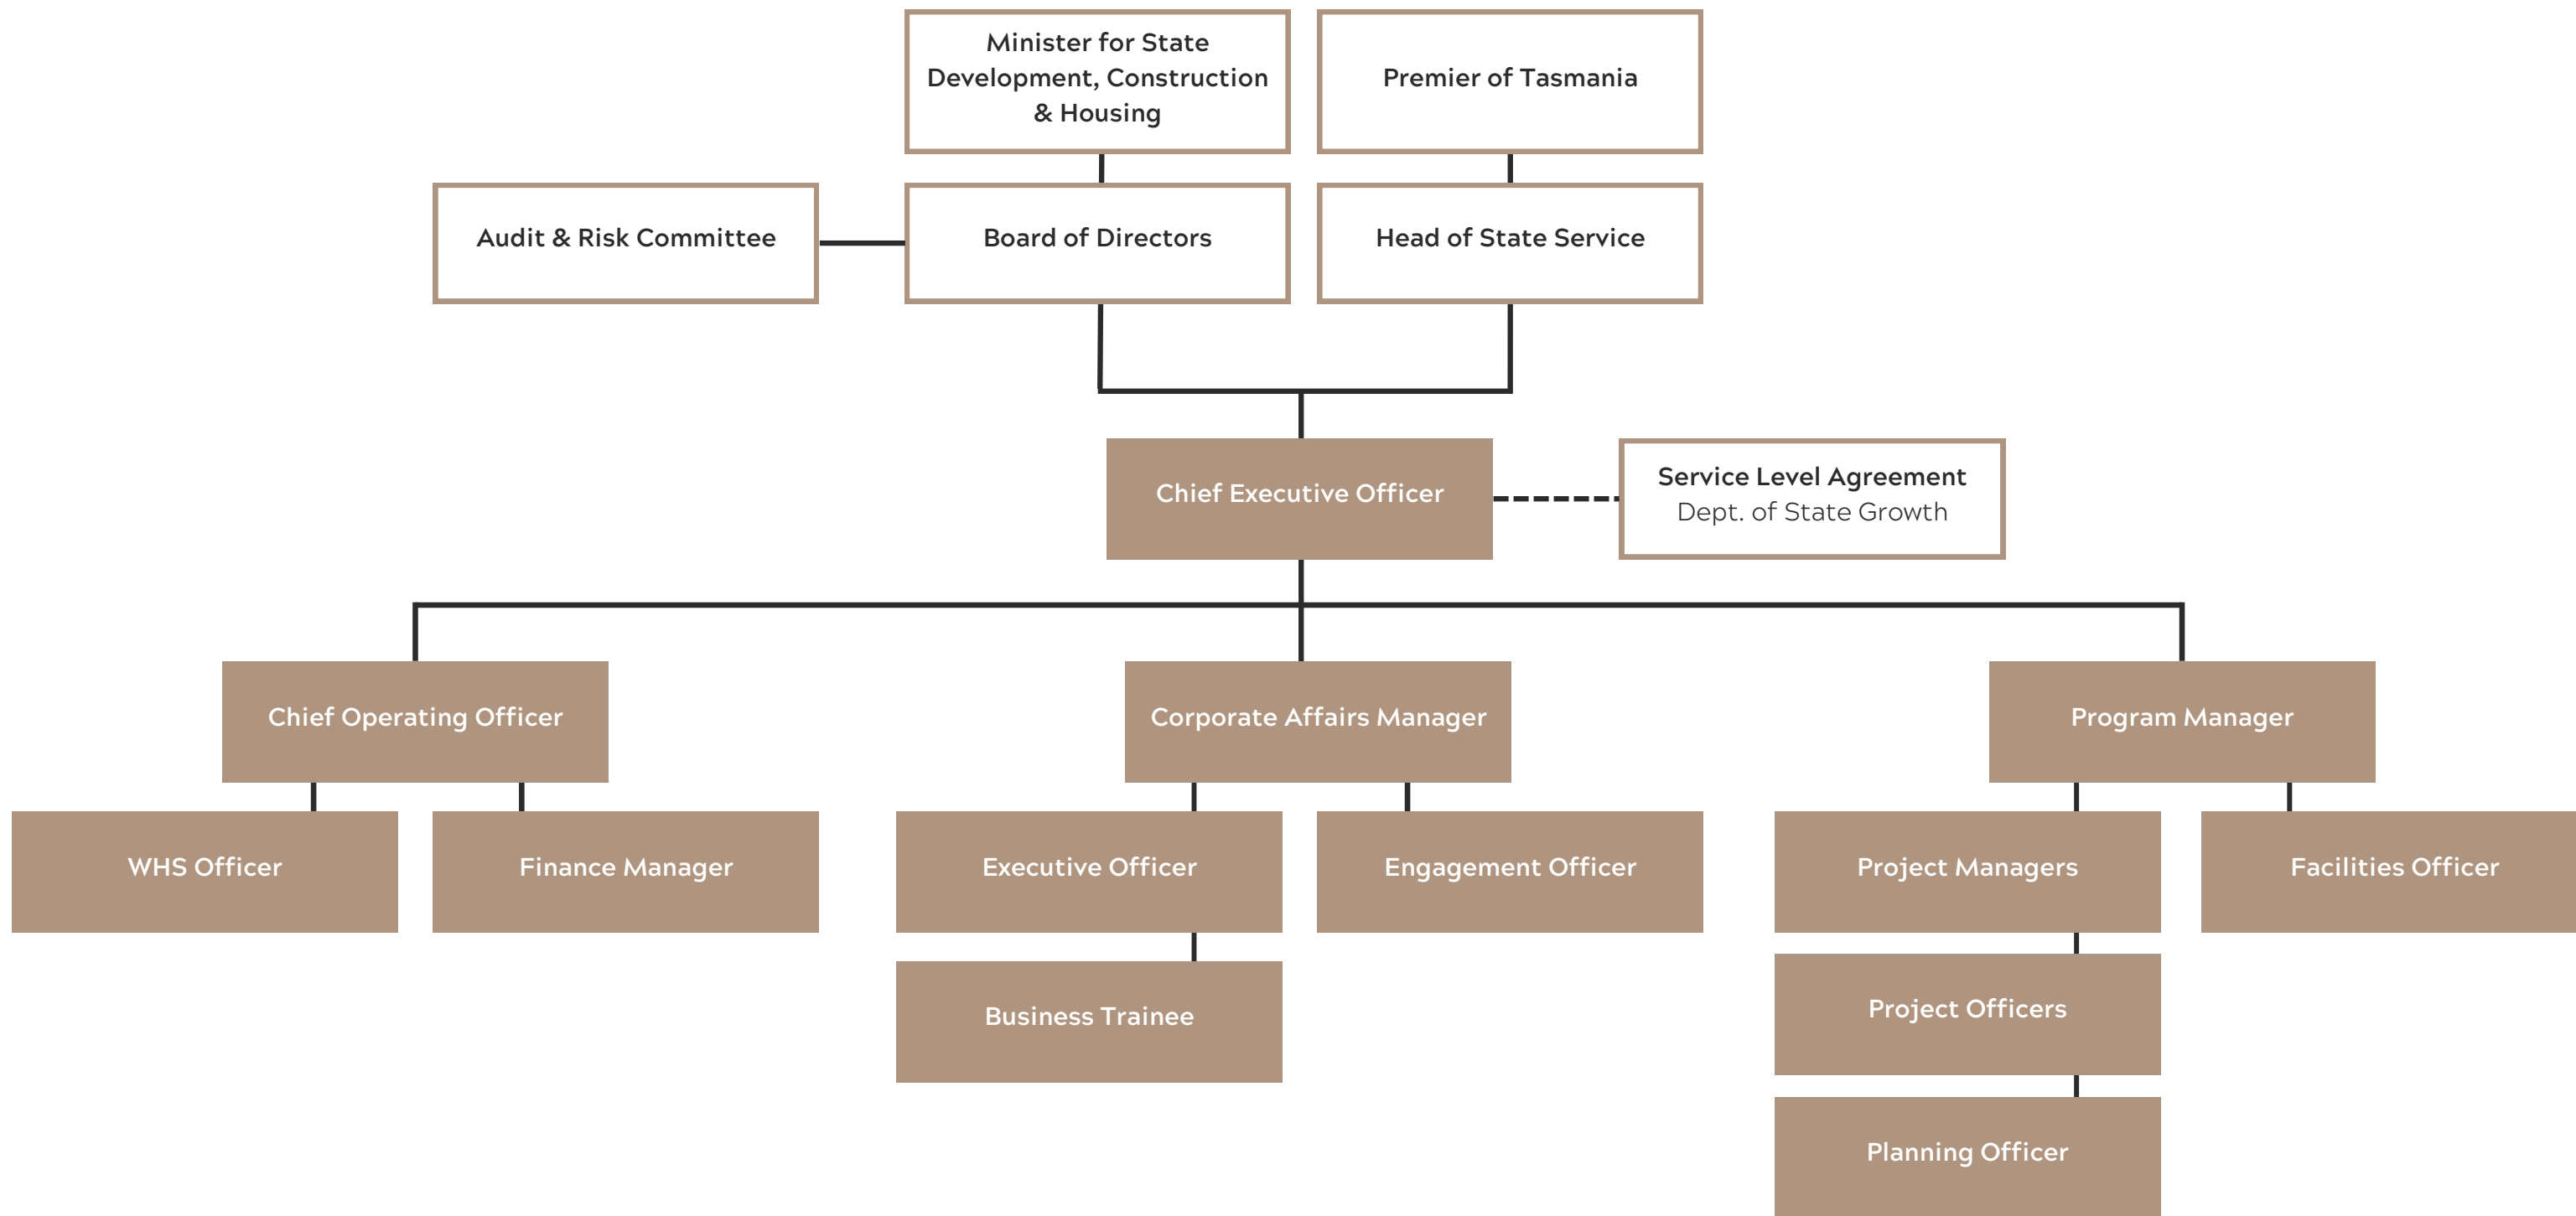 Minister for State
Development, Construction
& Housing
Premier of Tasmania
Audit & Risk Committee
Board of Directors
Head of State Service
Chief Executive Officer
Service Level Agreement
Dept. of State Growth
Chief Operating Officer
Corporate Affairs Manager
Program Manager
WHS Officer
Finance Manager
Executive Officer
Engagement Officer
Project Managers
Facilities Officer
Business Trainee
Project Officers
Planning Officer